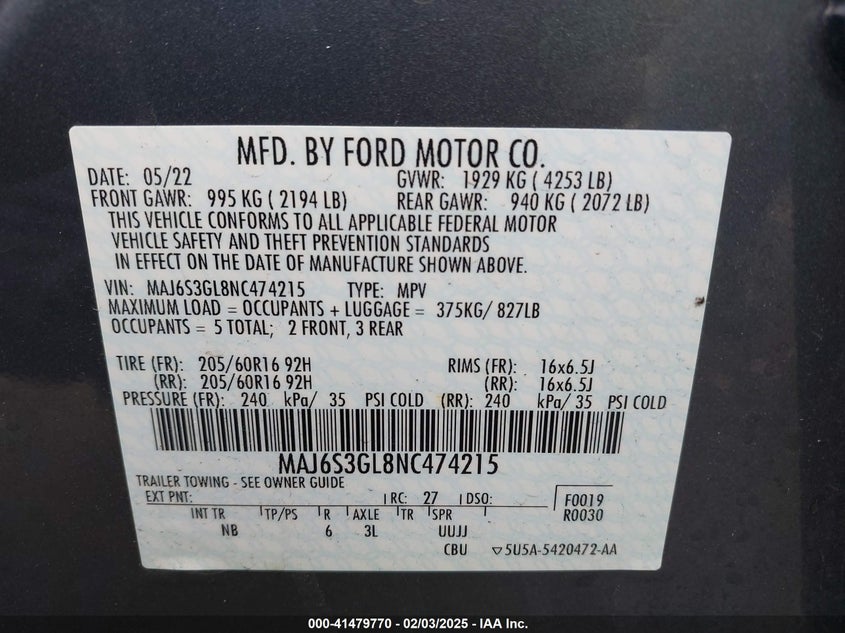 MFD. BY FORD MOTOR CO.
DATE: 05/22 GVWR: 1929 KG ( 4253 LB)
FRONT GAWR: 995 KG ( 2194 LB) REAR GAWR: 940 KG ( 2072 LB)
THIS VEHICLE CONFORMS TO ALL APPLICABLE FEDERAL MOTOR
VEHICLE SAFETY AND THEFT PREVENTION STANDARDS
IN EFFECT ON THE DATE OF MANUFACTURE SHOWN ABOVE.
VIN: MAJ6S3GL8NC474215 TYPE: MPV
MAXIMUM LOAD = OCCUPANTS + LUGGAGE = 375KG/ 827LB
OCCUPANTS = 5 TOTAL; 2 FRONT, 3 REAR
TIRE (FR): 205/60R16 92H RIMS (FR): 16x6.5J
(RR): 205/60R16 92H (RR): 16x6.5J
PRESSURE (FR): 240 kPa/ 35 PSI COLD (RR): 240 kPa/ 35 PSI COLD
MAJ6S3GL8NC474215
TRAILER TOWING - SEE OWNER GUIDE
EXT PNT: RC: 27 DSO: F0019
INT TR TP/PS R AXLE TR SPR R0030
NB 6 3L UUJJ
CBU ▽5U5A-5420472-AA
000-41479770 - 02/03/2025 - IAA Inc.